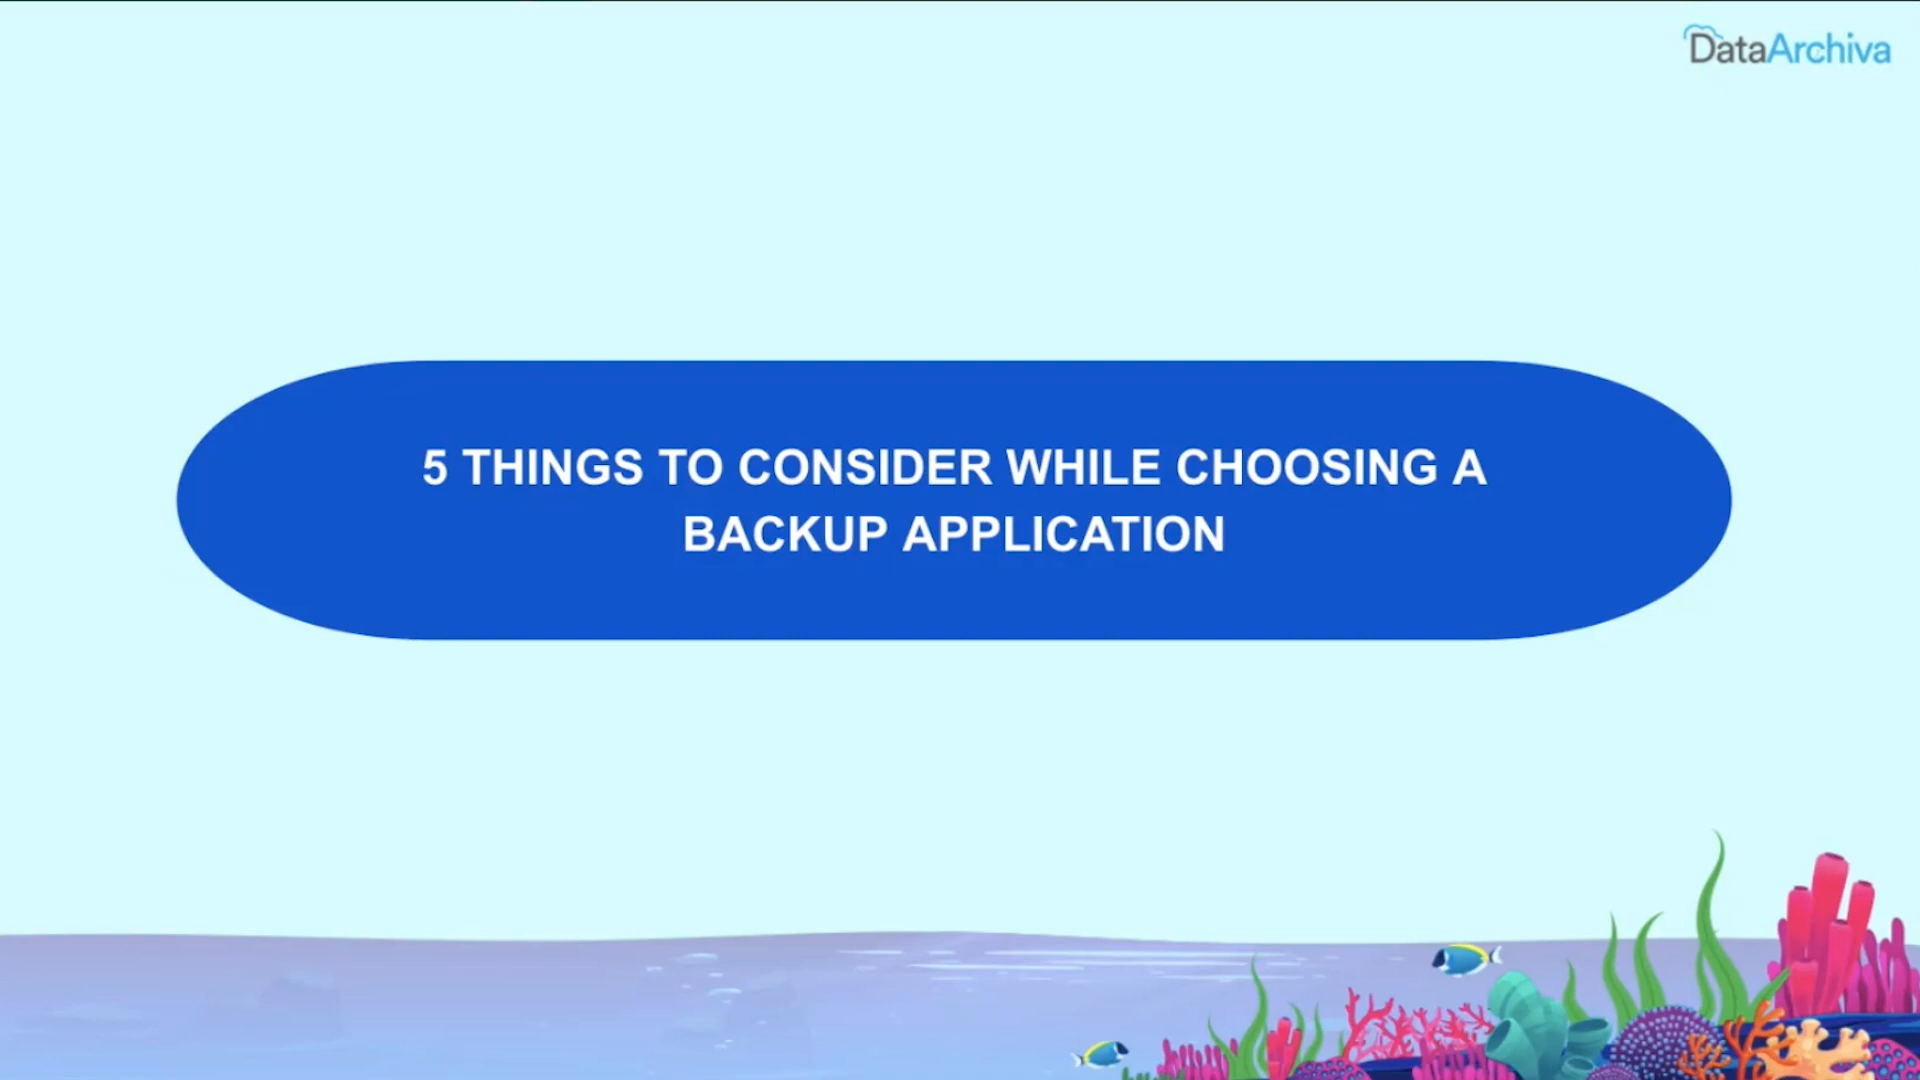 DataArchiva
5 THINGS TO CONSIDER WHILE CHOOSING A
BACKUP APPLICATION